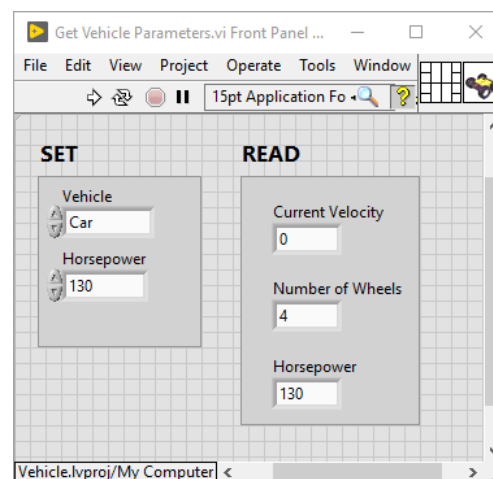 Get Vehicle Parameters.vi Front Panel ...
File Edit View Project Operate Tools Window
15pt Application Fo
SET
READ
Vehicle
Car
Horsepower
130
Current Velocity
0
Number of Wheels
4
Horsepower
130
Vehicle.lvproj/My Computer